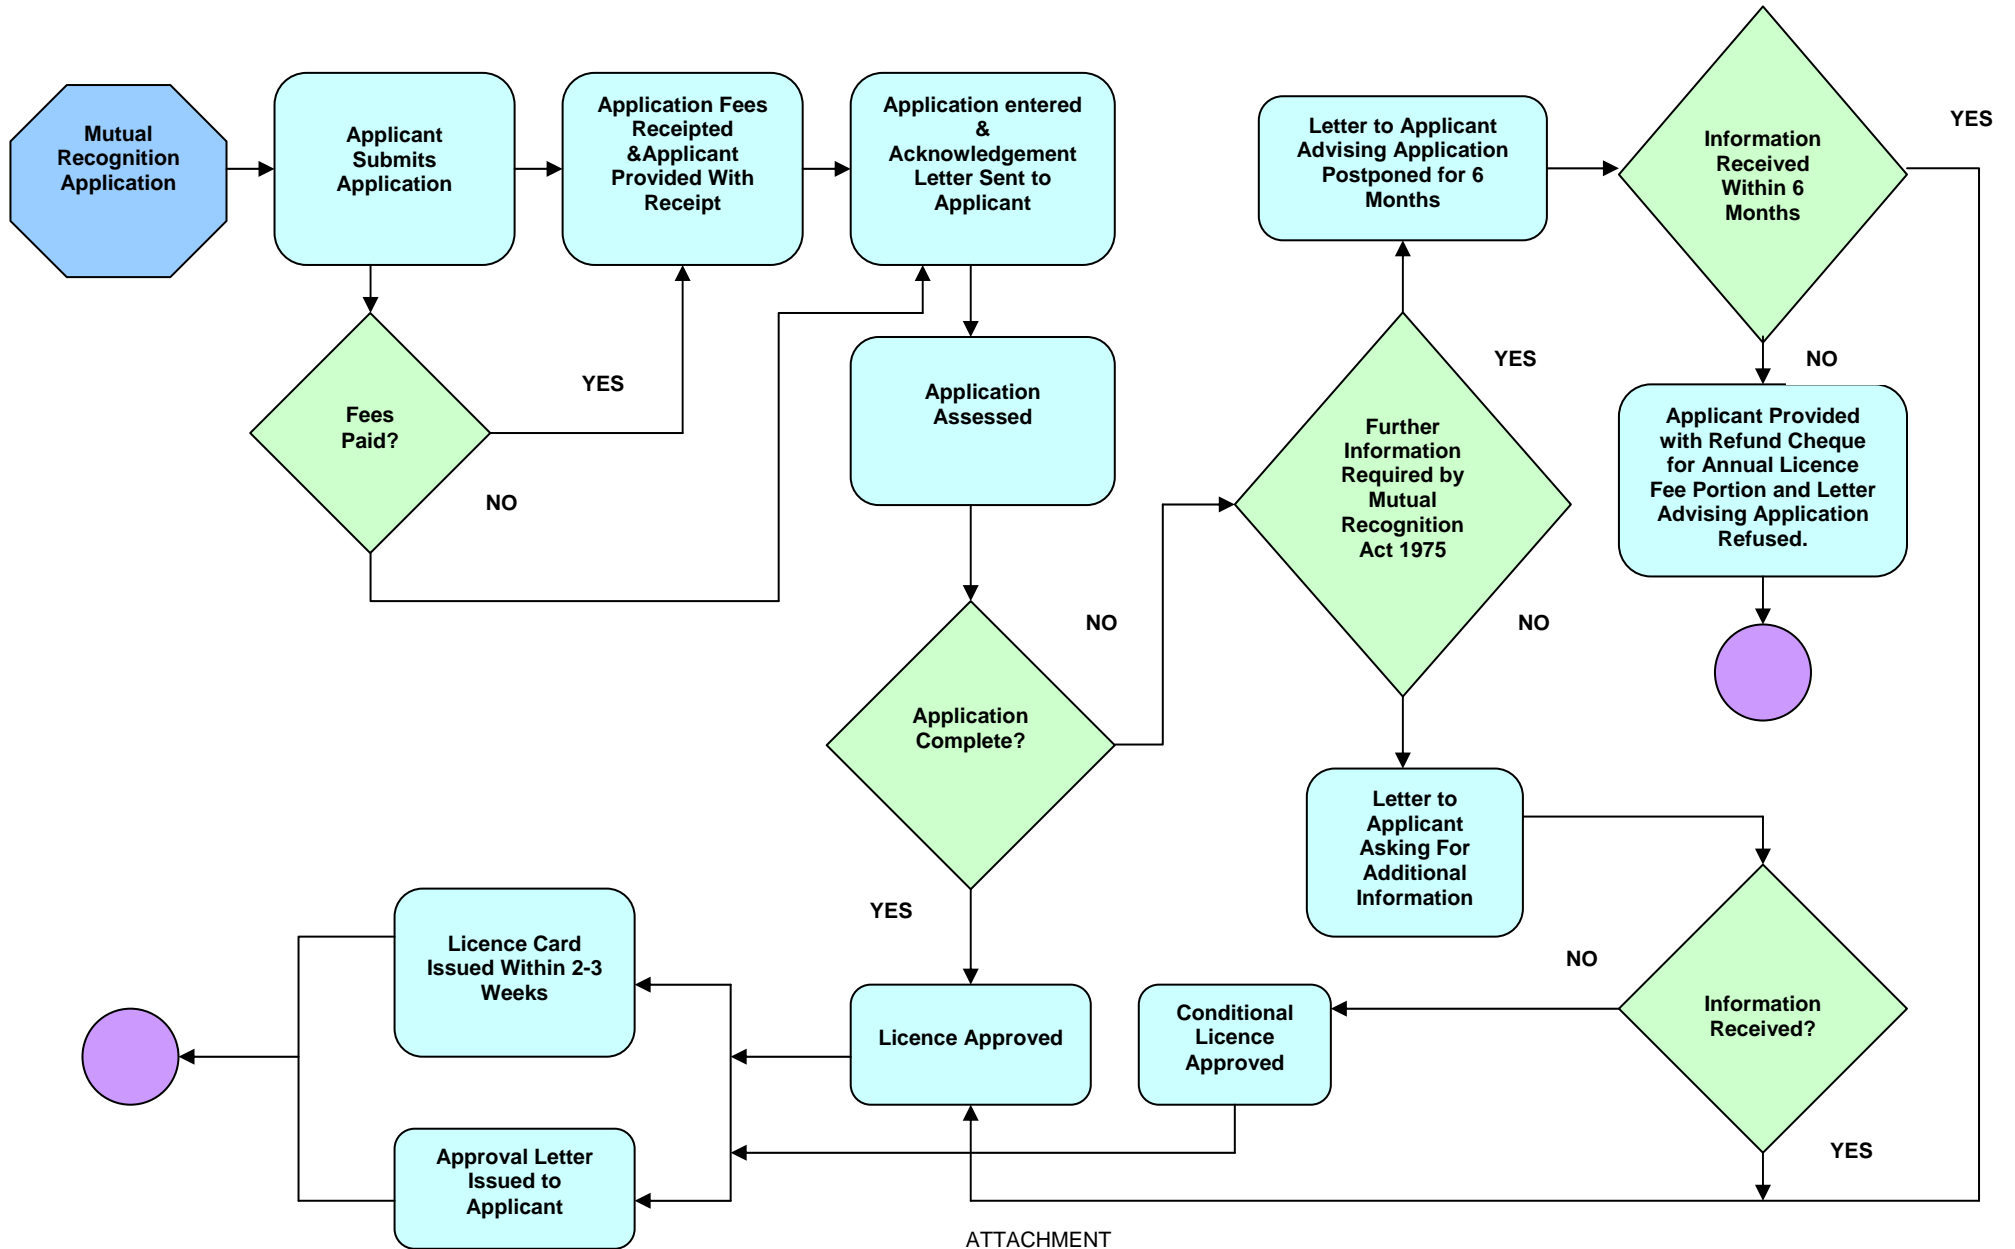 Mutual
Recognition
Application
Applicant
Submits
Application
Application Fees
Receipted
&Applicant
Provided With
Receipt
Application entered
&
Acknowledgement
Letter Sent to
Applicant
Letter to Applicant
Advising Application
Postponed for 6
Months
Information
Received
Within 6
Months
YES
Fees
Paid?
YES
NO
Application
Assessed
Further
Information
Required by
Mutual
Recognition
Act 1975
YES
NO
NO
Applicant Provided
with Refund Cheque
for Annual Licence
Fee Portion and Letter
Advising Application
Refused.
Application
Complete?
NO
YES
Letter to
Applicant
Asking For
Additional
Information
Information
Received?
NO
YES
Conditional
Licence
Approved
Licence Approved
Licence Card
Issued Within 2-3
Weeks
Approval Letter
Issued to
Applicant
ATTACHMENT